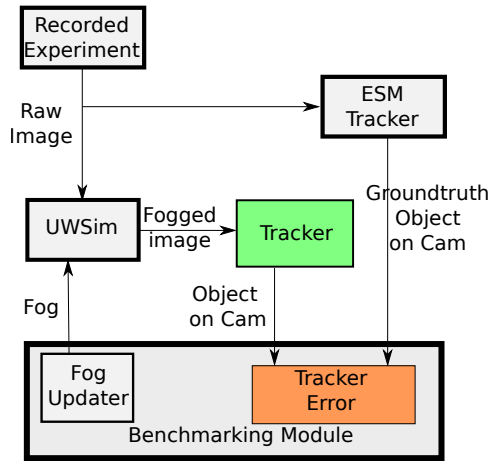 Recorded
Experiment
Raw
Image
ESM
Tracker
Groundtruth
Object
on Cam
UWSim
Fogged
image
Tracker
Fog
Object
on Cam
Fog
Updater
Tracker
Error
Benchmarking Module